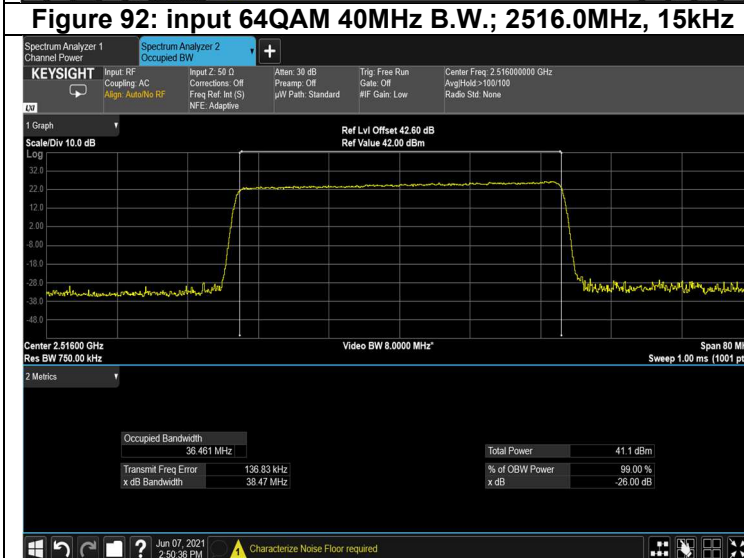 Figure 92: input 64QAM 40MHz B.W.; 2516.0MHz, 15kHz
Spectrum Analyzer 1
Channel Power
Spectrum Analyzer 2
Occupied BW
+
KEYSIGHT
LXI
Input: RF
Coupling: AC
Align: Auto/No RF
Input Z: 50 Ω
Corrections: Off
Freq Ref: Int (S)
NFE: Adaptive
Atten: 30 dB
Preamp: Off
µW Path: Standard
Trig: Free Run
Gate: Off
#IF Gain: Low
Center Freq: 2.516000000 GHz
Avg|Hold:>100/100
Radio Std: None
1 Graph
Scale/Div 10.0 dB
Ref Lvl Offset 42.60 dB
Ref Value 42.00 dBm
Log
32.0
22.0
12.0
2.00
-8.00
-18.0
-28.0
-38.0
-48.0
Center 2.51600 GHz
Res BW 750.00 kHz
Video BW 8.0000 MHz*
Span 80 MH
Sweep 1.00 ms (1001 pt
2 Metrics
Occupied Bandwidth
36.461 MHz
Transmit Freq Error 136.83 kHz
x dB Bandwidth 38.47 MHz
Total Power 41.1 dBm
% of OBW Power 99.00 %
x dB -26.00 dB
?
Jun 07, 2021
2:50:36 PM
Characterize Noise Floor required